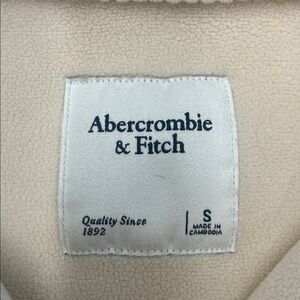 Abercrombie
& Fitch
Quality Since
1892
S
MADE IN
CAMBODIA